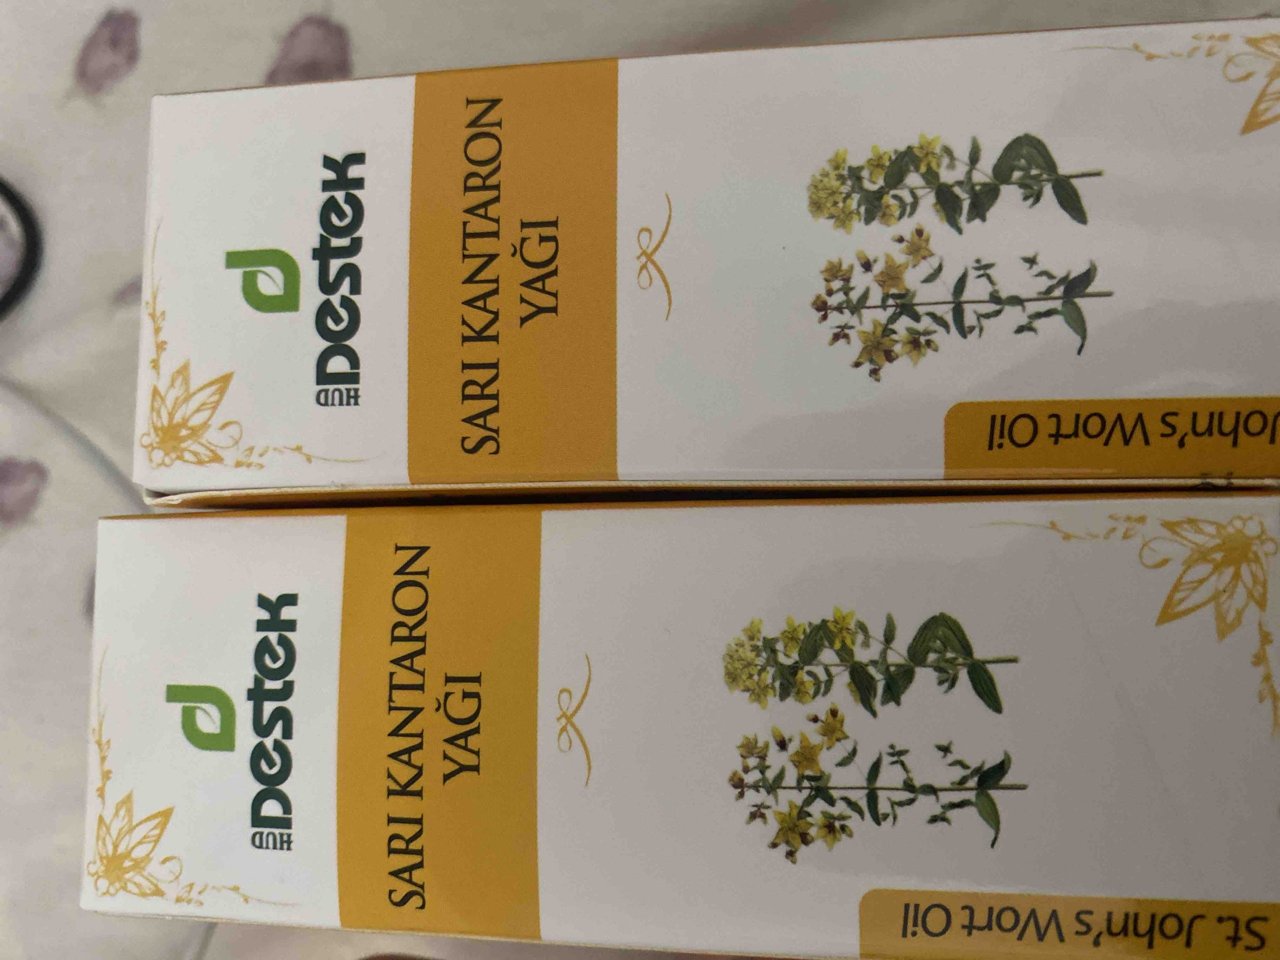 HUD DesteK
SARI KANTARON
YAĞI
John's Wort Oil
HUD DesteK
SARI KANTARON
YAĞI
St. John's Wort Oil